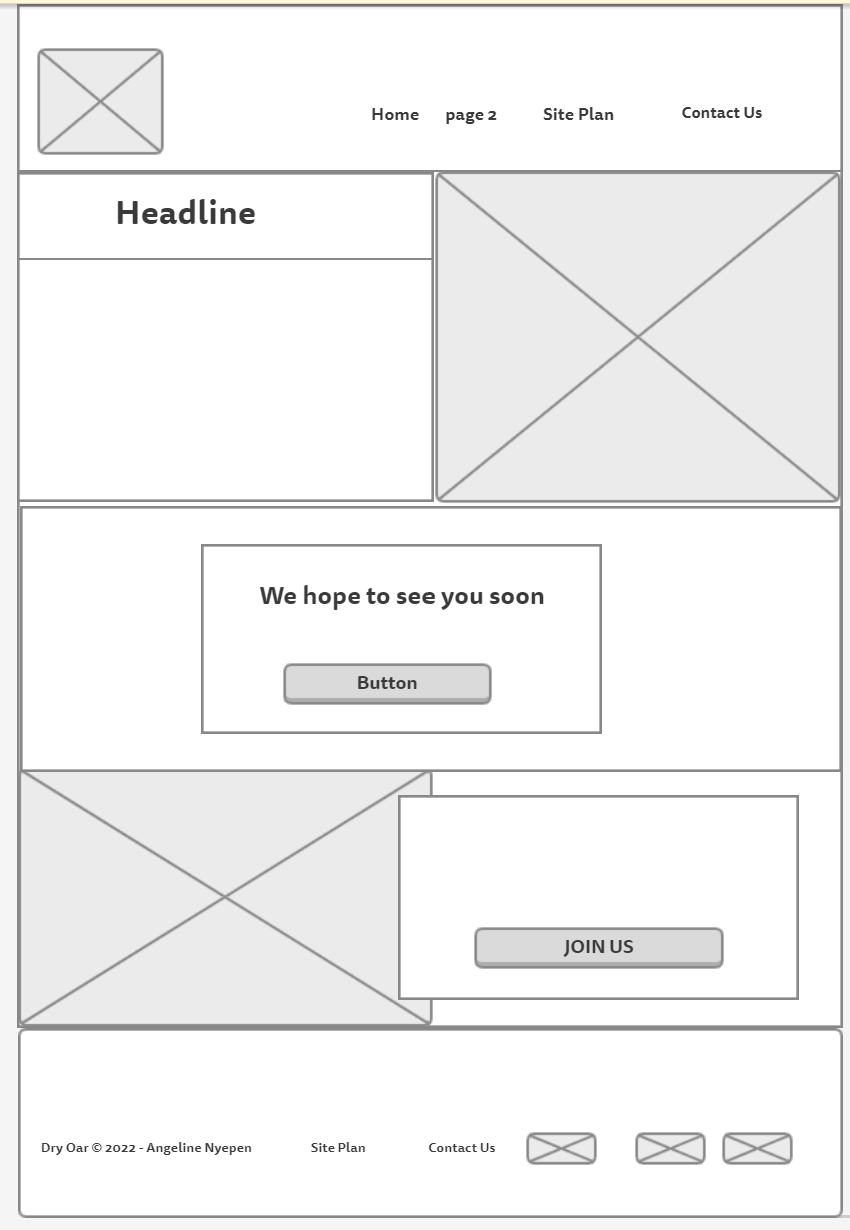 Home page 2 Site Plan Contact Us
Headline
We hope to see you soon
Button
JOIN US
Dry Oar © 2022 - Angeline Nyepen Site Plan Contact Us